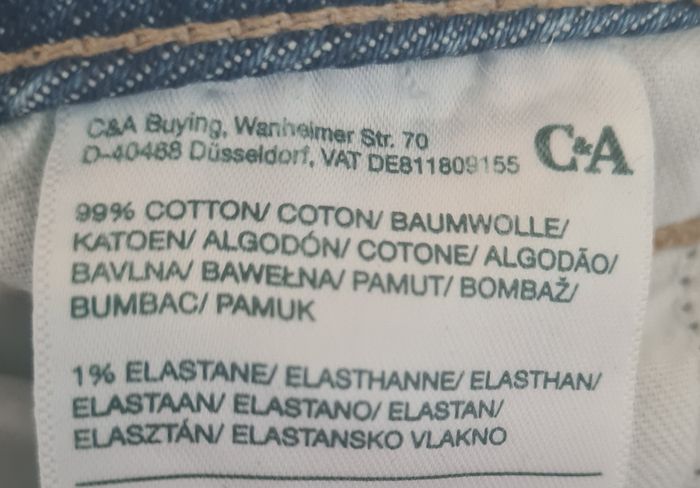 C&A Buying, Wanheimer Str. 70
D-40468 Düsseldorf, VAT DE811809155
C&A
99% COTTON/ COTON/ BAUMWOLLE/
KATOEN/ ALGODÓN/ COTONE/ ALGODÃO/
BAVLNA/ BAWEŁNA/ PAMUT/ BOMBAŽ/
BUMBAC/ PAMUK
1% ELASTANE/ ELASTHANNE/ ELASTHAN/
ELASTAAN/ ELASTANO/ ELASTAN/
ELASZTÁN/ ELASTANSKO VLAKNO